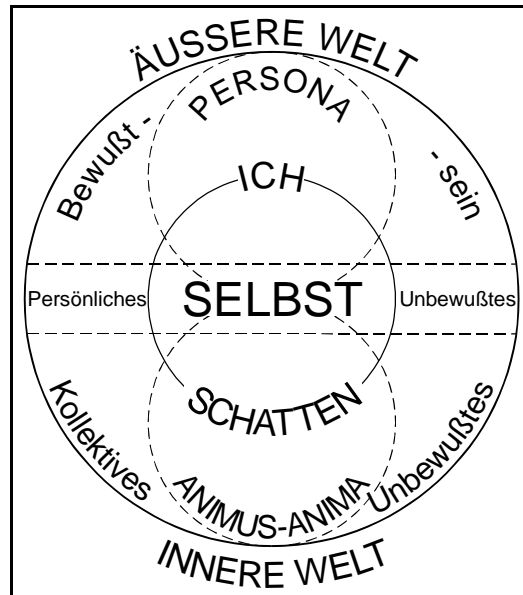 ÄUSSERE WELT
PERSONA
Bewußt - - sein
ICH
Persönliches SELBST Unbewußtes
SCHATTEN
Kollektives Unbewußtes
ANIMUS-ANIMA
INNERE WELT